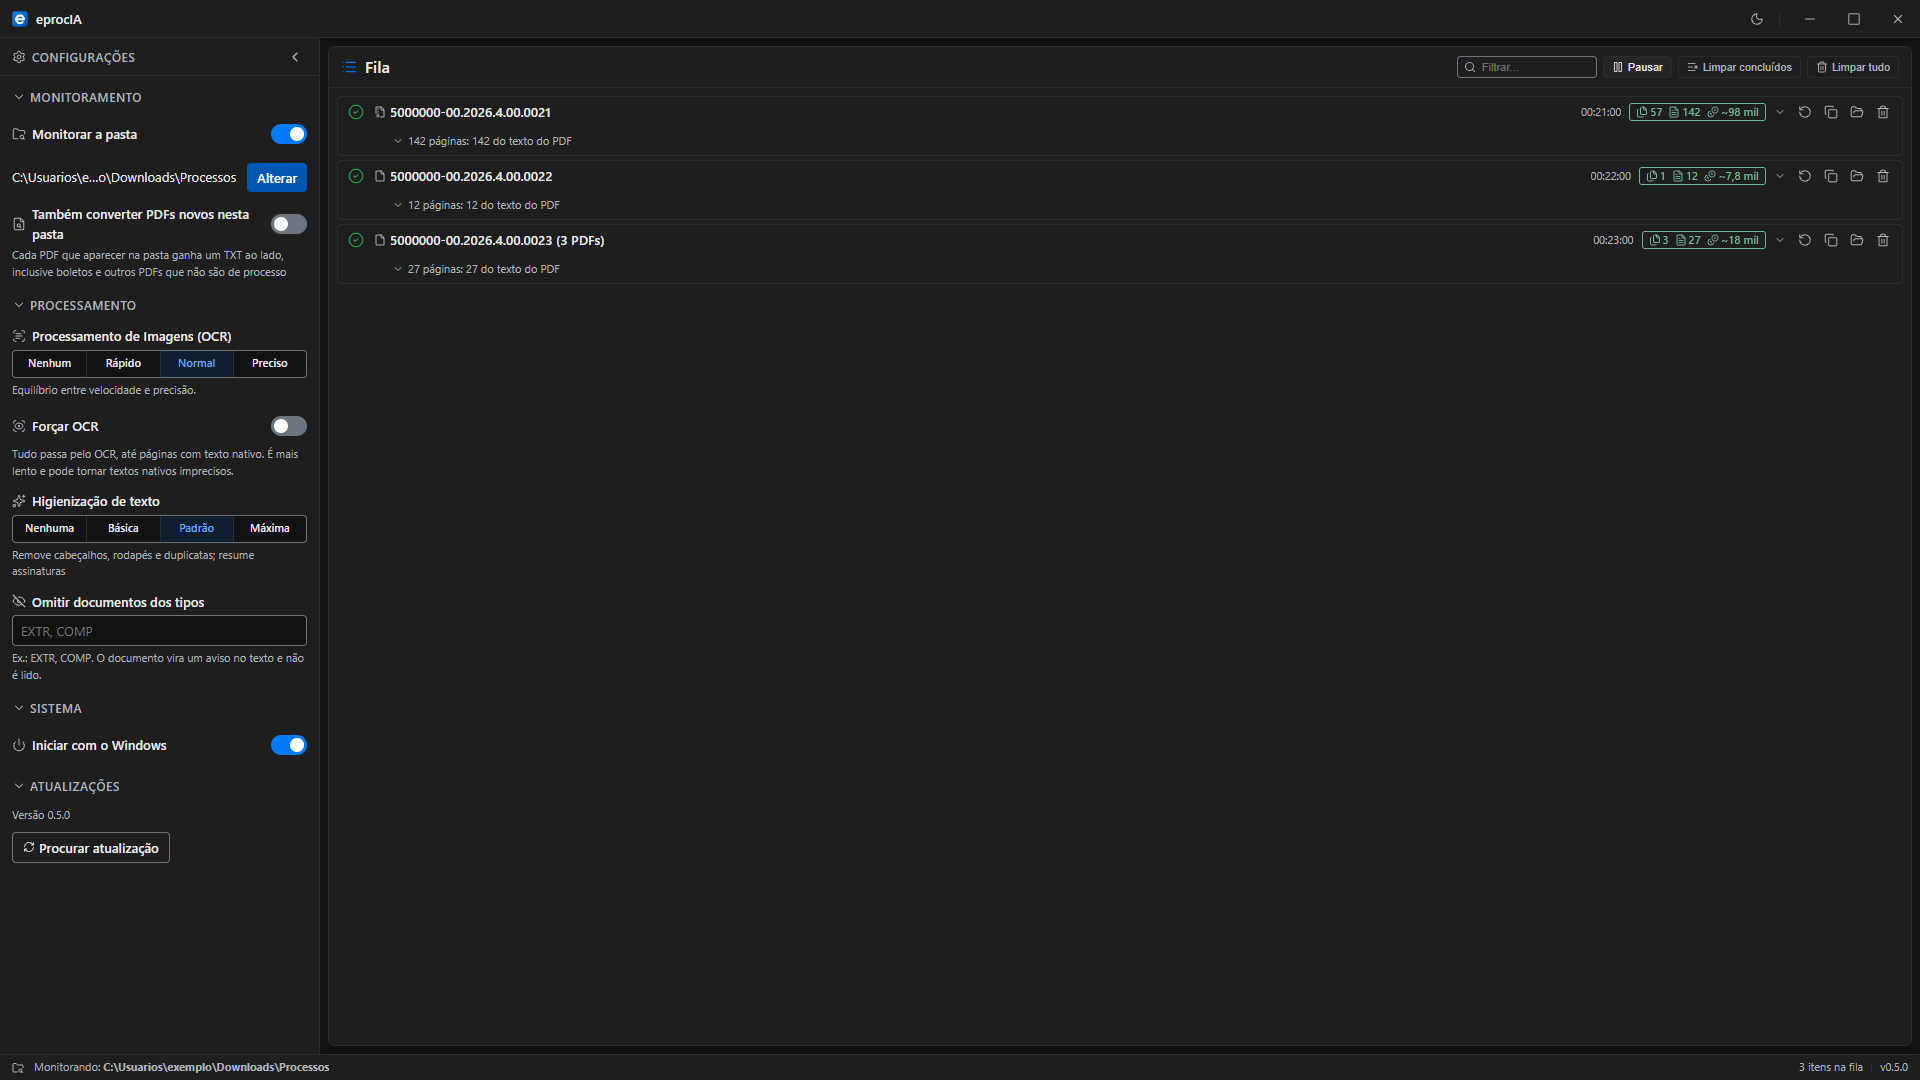 eprocIA
CONFIGURAÇÕES
MONITORAMENTO
Monitorar a pasta
C:\Usuarios\e...o\Downloads\Processos
Alterar
Também converter PDFs novos nesta
pasta
Cada PDF que aparecer na pasta ganha um TXT ao lado,
inclusive boletos e outros PDFs que não são de processo
PROCESSAMENTO
Processamento de Imagens (OCR)
Nenhum Rápido Normal Preciso
Equilíbrio entre velocidade e precisão.
Forçar OCR
Tudo passa pelo OCR, até páginas com texto nativo. É mais
lento e pode tornar textos nativos imprecisos.
Higienização de texto
Nenhuma Básica Padrão Máxima
Remove cabeçalhos, rodapés e duplicatas; resume
assinaturas
Omitir documentos dos tipos
EXTR, COMP
Ex.: EXTR, COMP. O documento vira um aviso no texto e não
é lido.
SISTEMA
Iniciar com o Windows
ATUALIZAÇÕES
Versão 0.5.0
Procurar atualização
Fila
Filtrar... Pausar Limpar concluídos Limpar tudo
5000000-00.2026.4.00.0021 00:21:00 57 142 ~98 mil
142 páginas: 142 do texto do PDF
5000000-00.2026.4.00.0022 00:22:00 1 12 ~7,8 mil
12 páginas: 12 do texto do PDF
5000000-00.2026.4.00.0023 (3 PDFs) 00:23:00 3 27 ~18 mil
27 páginas: 27 do texto do PDF
Monitorando: C:\Usuarios\exemplo\Downloads\Processos
3 itens na fila v0.5.0